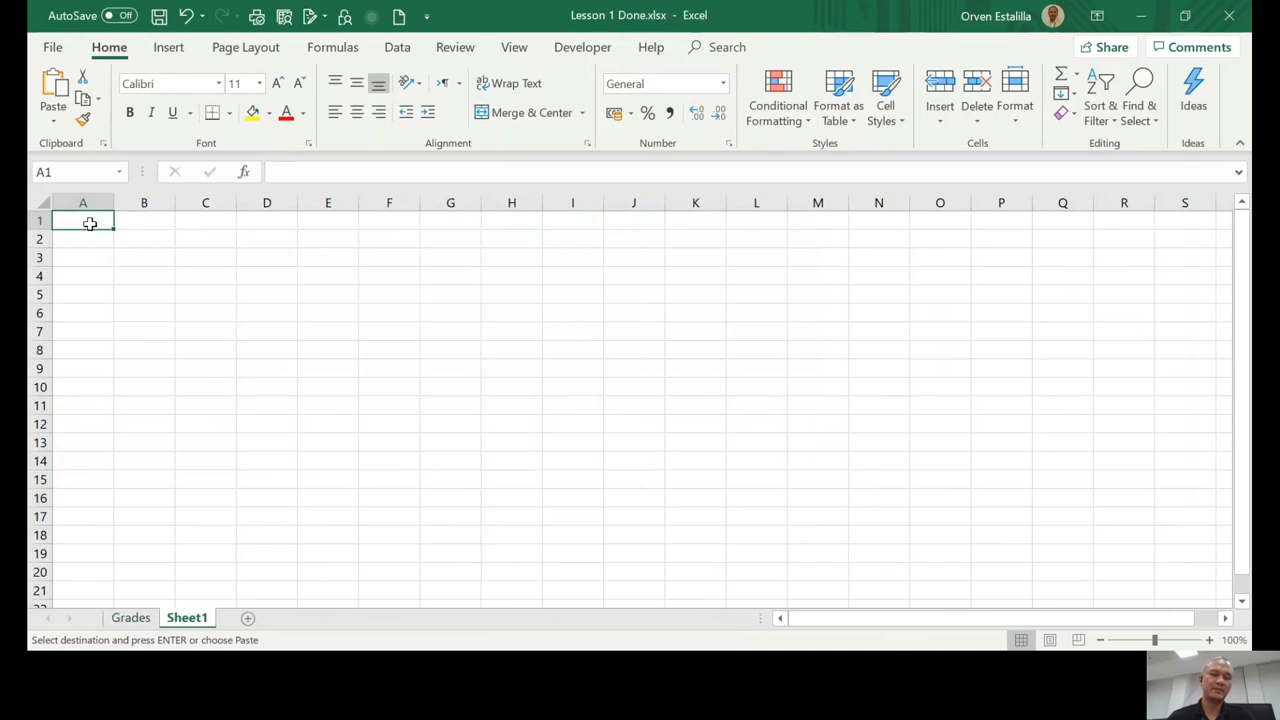 AutoSave Off
Lesson 1 Done.xlsx - Excel
Orven Estalilla
File Home Insert Page Layout Formulas Data Review View Developer Help Search Share Comments
Paste
Calibri 11
Wrap Text
General
Merge & Center
Conditional Formatting
Format as Table
Cell Styles
Insert Delete Format
Sort & Filter
Find & Select
Ideas
Clipboard Font Alignment Number Styles Cells Editing Ideas
A1
fx
A B C D E F G H I J K L M N O P Q R S
1
2
3
4
5
6
7
8
9
10
11
12
13
14
15
16
17
18
19
20
21
Grades Sheet1
Select destination and press ENTER or choose Paste
100%